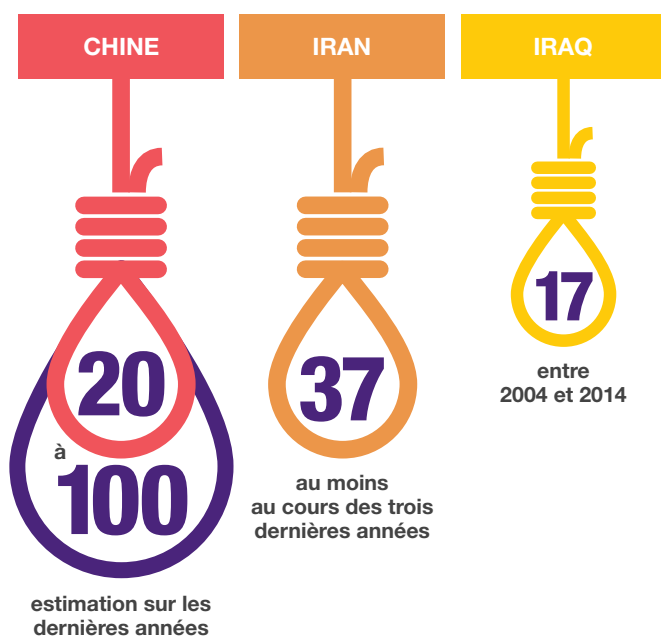 CHINE
20
à
100
estimation sur les
dernières années
IRAN
37
au moins
au cours des trois
dernières années
IRAQ
17
entre
2004 et 2014